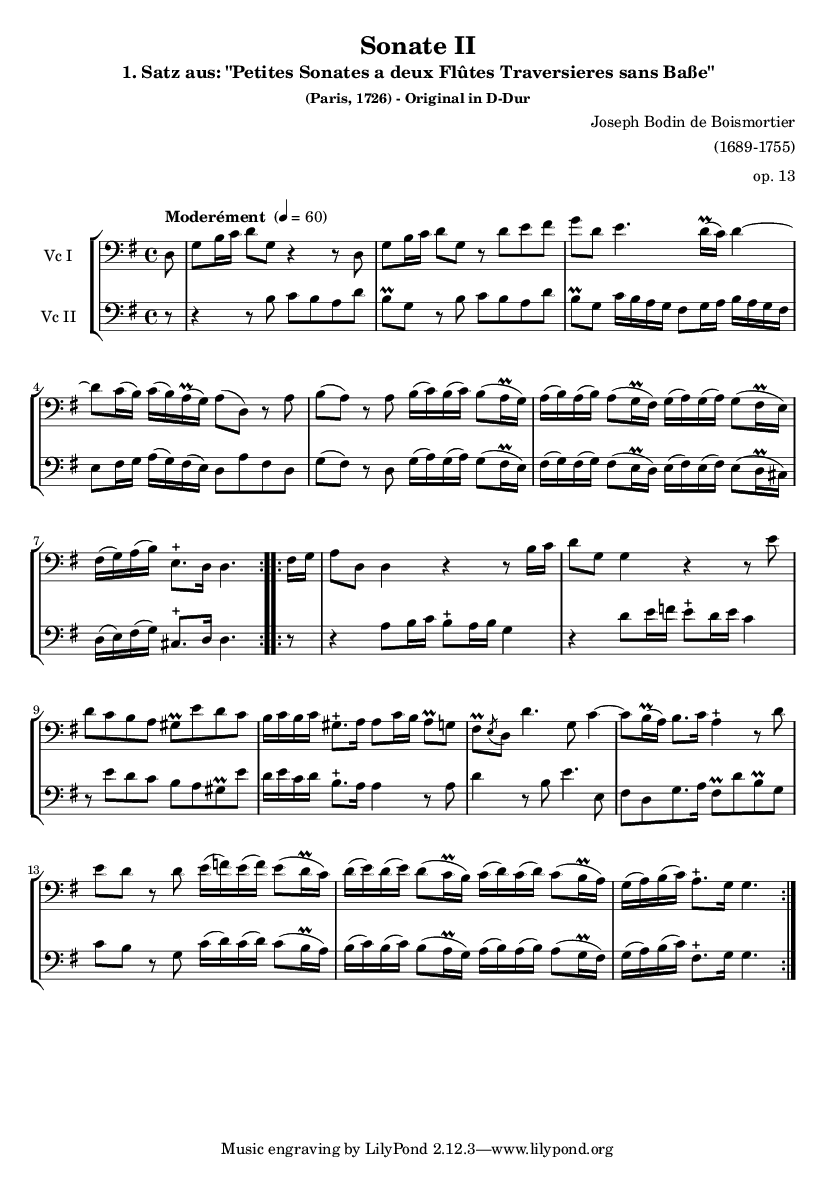 Sonate II
1. Satz aus: "Petites Sonates a deux Flûtes Traversieres sans Baße"
(Paris, 1726) - Original in D-Dur
Joseph Bodin de Boismortier
(1689-1755)
op. 13
Moderément (♩ = 60)
Vc I
Vc II
4
7
9
13
Music engraving by LilyPond 2.12.3—www.lilypond.org